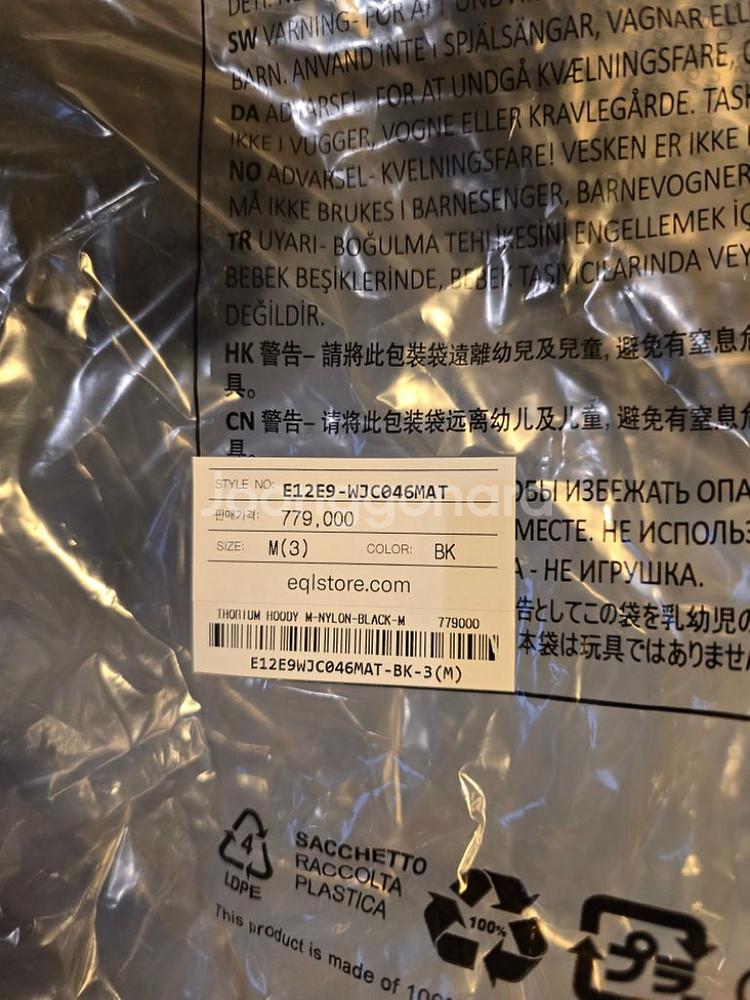 SW VARNING- FÖR ATT UNDVI
BARN. ANVÄND INTE I SPJÄLSÄNGAR, VAGNAR ELL
DA ADVARSEL- FOR AT UNDGÅ KVÆLNINGSFARE,
IKKE I VUGGER, VOGNE ELLER KRAVLEGÅRDE. TASK
NO ADVARSEL- KVELNINGSFARE! VESKEN ER IKKE
MÅ IKKE BRUKES I BARNESENGER, BARNEVOGNER
TR UYARI- BOĞULMA TEHLİKESİNİ ENGELLEMEK İÇ
BEBEK BEŞİKLERİNDE, BEBEK TAŞIYICILARINDA VEY
DEĞİLDİR.
HK 警告– 請將此包裝袋遠離幼兒及兒童, 避免有窒息危
具。
CN 警告– 请将此包装袋远离幼儿及儿童, 避免有窒息危
具。
STYLE NO: E12E9-WJC046MAT
ОБЫ ИЗБЕЖАТЬ ОПА
Joonggonara
판매가격: 779,000
МЕСТЕ. НЕ ИСПОЛЬЗ
SIZE: M(3) COLOR: BK
А - НЕ ИГРУШКА.
eqlstore.com
THORIUM HOODY M-NYLON-BLACK-M 779000
告としてこの袋を乳幼児の
本袋は玩具ではありませ
E12E9WJC046MAT-BK-3(M)
4
LDPE
SACCHETTO
RACCOLTA
PLASTICA
100%
プラ
This product is made of 100%